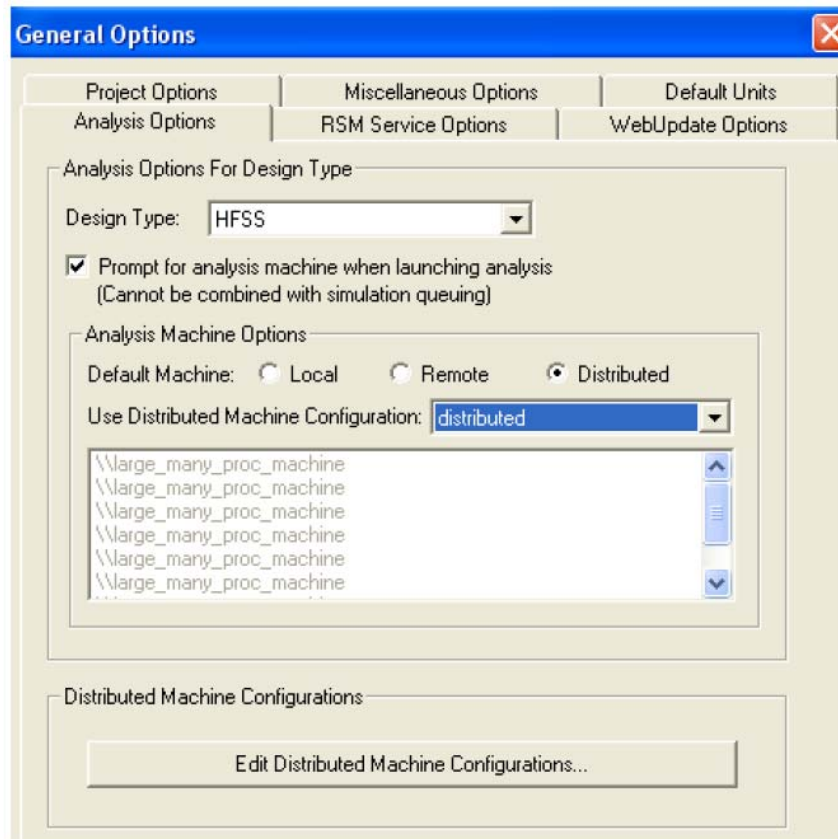 General Options
Project Options Miscellaneous Options Default Units
Analysis Options RSM Service Options WebUpdate Options
Analysis Options For Design Type
Design Type: HFSS
Prompt for analysis machine when launching analysis
(Cannot be combined with simulation queuing)
Analysis Machine Options
Default Machine: Local Remote Distributed
Use Distributed Machine Configuration: distributed
\\large_many_proc_machine
\\large_many_proc_machine
\\large_many_proc_machine
\\large_many_proc_machine
\\large_many_proc_machine
\\large_many_proc_machine
Distributed Machine Configurations
Edit Distributed Machine Configurations...